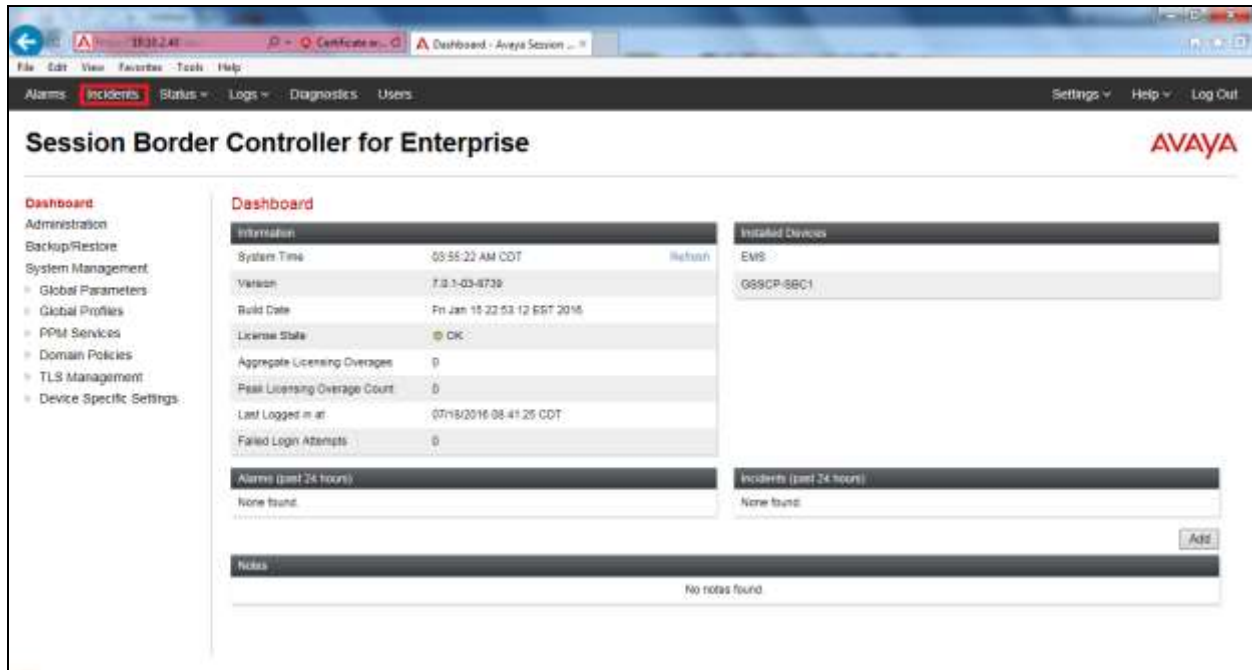 Dashboard - Avaya Session ...
File Edit View Favorites Tools Help
Alarms Incidents Status Logs Diagnostics Users Settings Help Log Out
Session Border Controller for Enterprise
AVAYA
Dashboard
Administration
Backup/Restore
System Management
Global Parameters
Global Profiles
PPM Services
Domain Policies
TLS Management
Device Specific Settings
Dashboard
Information
System Time 03:55:22 AM CDT Refresh
Version 7.0.1-03-8739
Build Date Fri Jan 15 22:53:12 EST 2016
License State OK
Aggregate Licensing Overages 0
Peak Licensing Overage Count 0
Last Logged in at 07/18/2016 08:41:25 CDT
Failed Login Attempts 0
Installed Devices
EMS
GSSCP-SBC1
Alarms (past 24 hours)
None found.
Incidents (past 24 hours)
None found.
Add
Notes
No notes found.